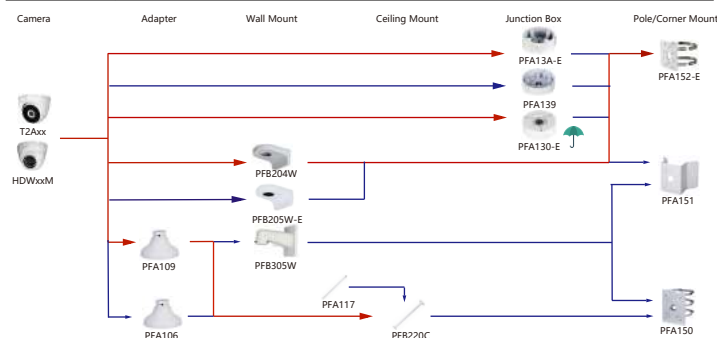 Camera Adapter Wall Mount Ceiling Mount Junction Box Pole/Corner Mount
PFA13A-E
PFA152-E
PFA139
T2Axx
PFA130-E
PFB204W
HDWxxM
PFA151
PFB205W-E
PFA109
PFB305W
PFA117
PFA106
PFB220C
PFA150